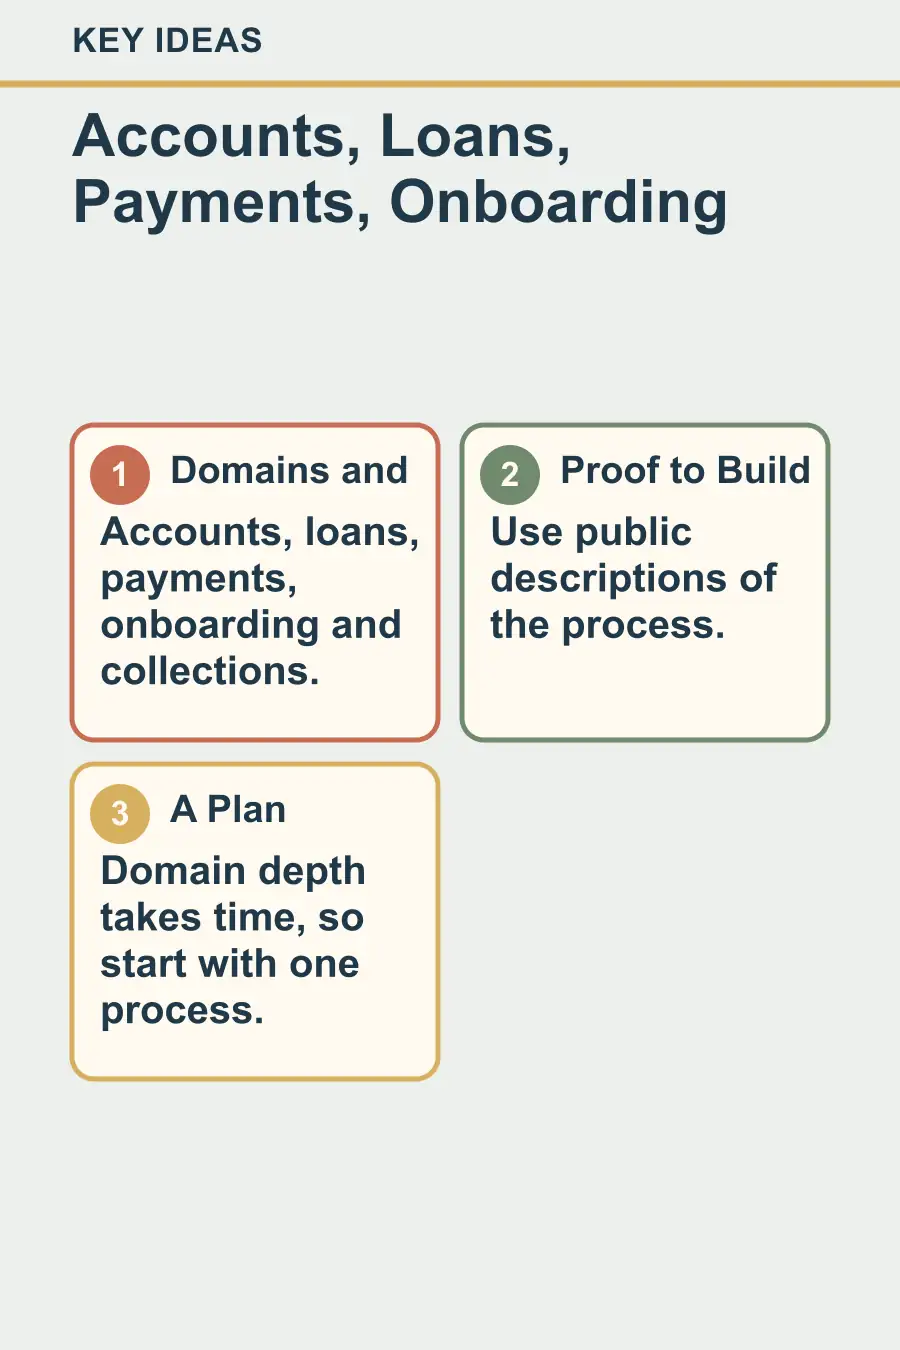 KEY IDEAS
Accounts, Loans,
Payments, Onboarding
1 Domains and
Accounts, loans,
payments,
onboarding and
collections.
2 Proof to Build
Use public
descriptions of
the process.
3 A Plan
Domain depth
takes time, so
start with one
process.